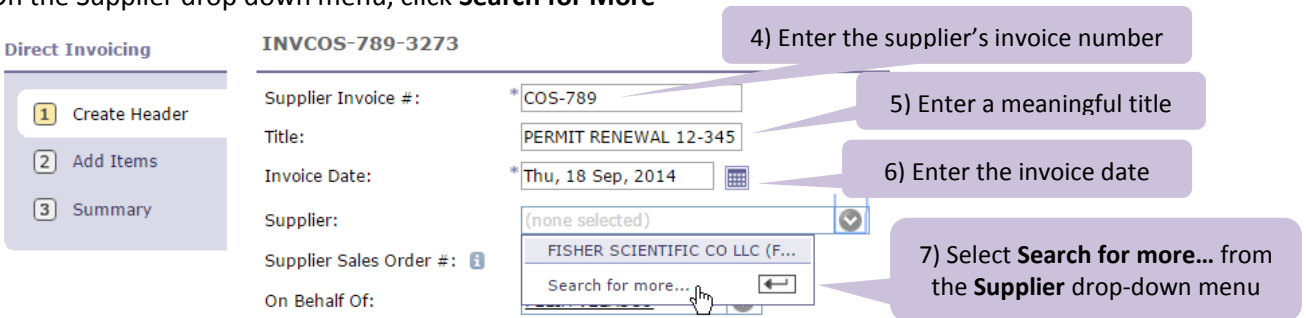 On the Supplier drop down menu, click Search for More
Direct Invoicing
INVCOS-789-3273
4) Enter the supplier's invoice number
1 Create Header
Supplier Invoice #: * COS-789
5) Enter a meaningful title
Title: PERMIT RENEWAL 12-345
2 Add Items
Invoice Date: * Thu, 18 Sep, 2014
6) Enter the invoice date
3 Summary
Supplier: (none selected)
FISHER SCIENTIFIC CO LLC (F...
Supplier Sales Order #:
Search for more...
7) Select Search for more... from
the Supplier drop-down menu
On Behalf Of: